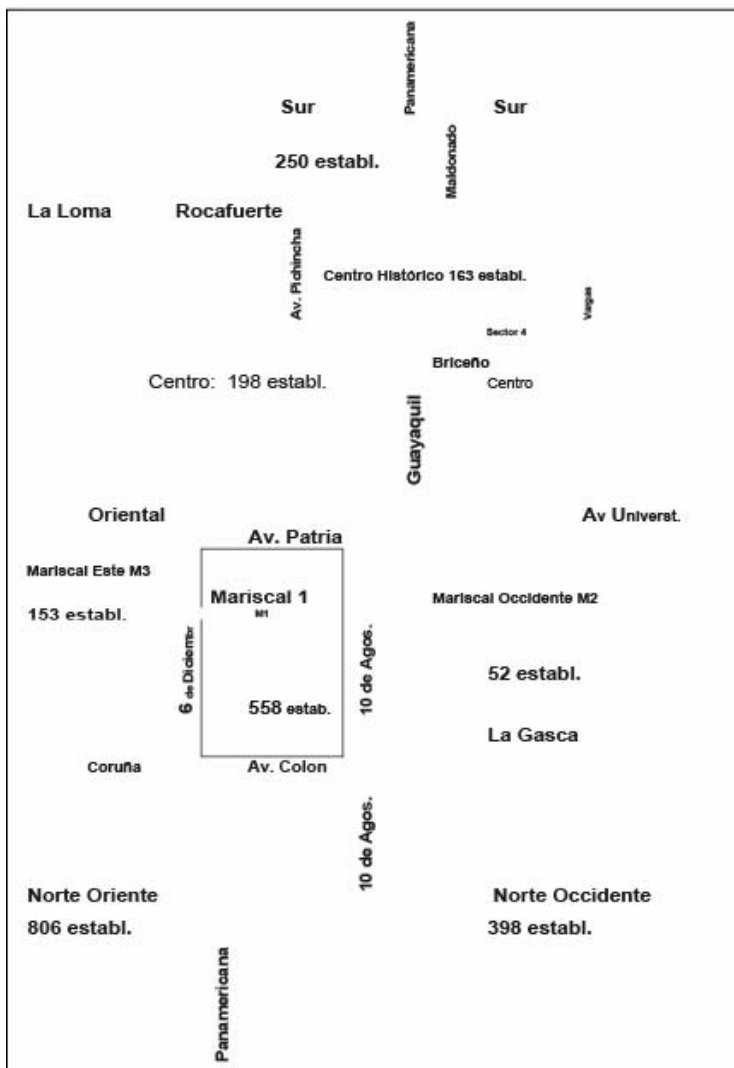 Panamericana
Sur Sur
250 establ.
Maldonado
La Loma Rocafuerte
Av. Pichincha
Centro Histórico 163 establ.
Vargas
Sector 4
Briceño
Centro: 198 establ.
Centro
Guayaquil
Oriental
Av Universt.
Av. Patria
Mariscal Este M3
Mariscal 1
M1
Mariscal Occidente M2
153 establ.
6 de Diciembr
10 de Agos.
52 establ.
558 estab.
La Gasca
Coruña
Av. Colon
10 de Agos.
Norte Oriente
Norte Occidente
806 establ.
398 establ.
Panamericana